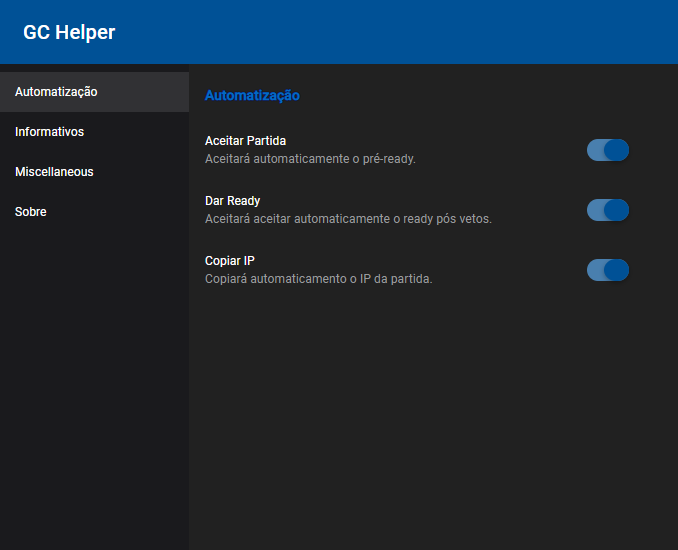 GC Helper
Automatização
Informativos
Miscellaneous
Sobre
Automatização
Aceitar Partida
Aceitará automaticamente o pré-ready.
Dar Ready
Aceitará aceitar automaticamente o ready pós vetos.
Copiar IP
Copiará automaticamento o IP da partida.